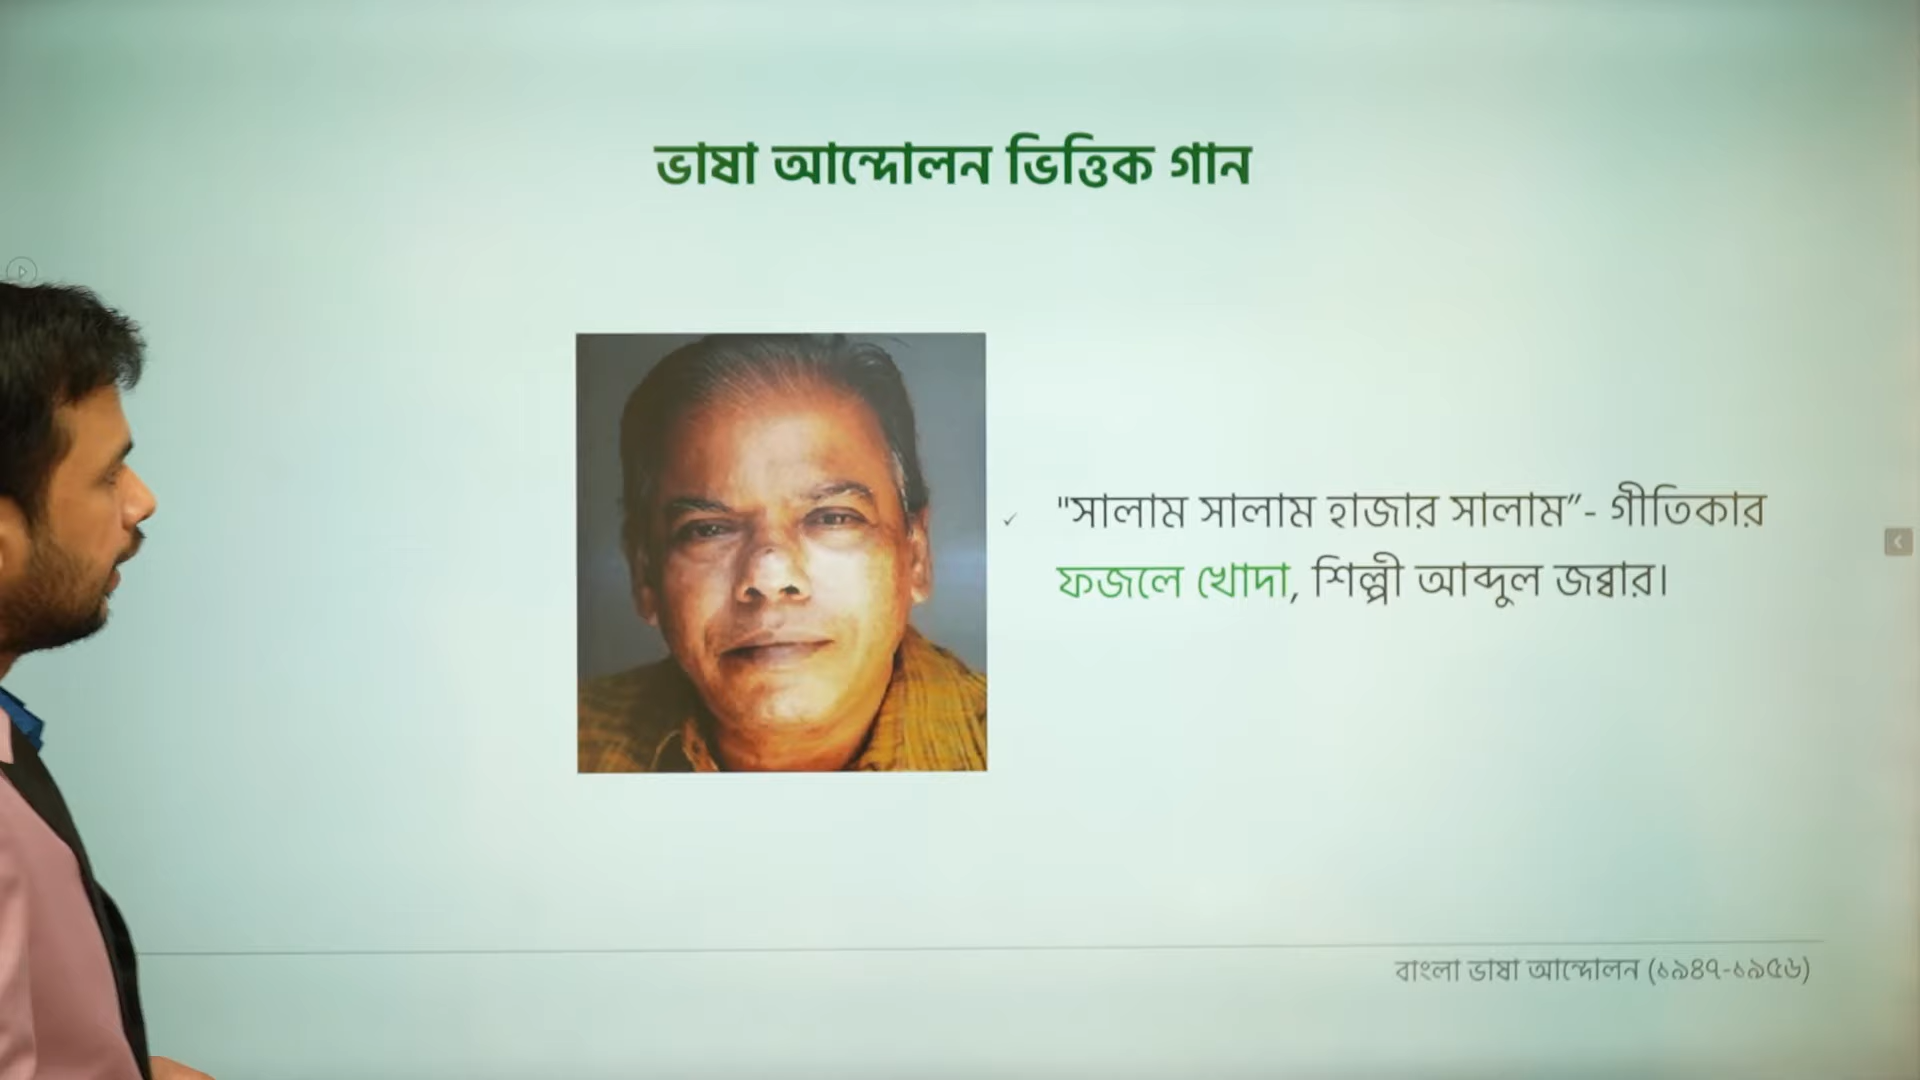 ভাষা আন্দোলন ভিত্তিক গান
"সালাম সালাম হাজার সালাম”- গীতিকার
ফজলে খোদা, শিল্পী আব্দুল জব্বার।
বাংলা ভাষা আন্দোলন (১৯৪৭-১৯৫৬)